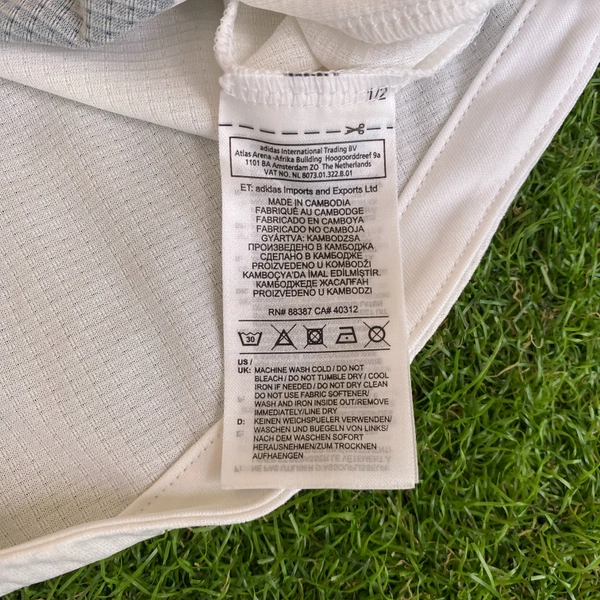 1/2
adidas International Trading BV
Atlas Arena -Afrika Building Hoogoorddreef 9a
1101 BA Amsterdam ZO The Netherlands
VAT NO. NL 8073.01.322.B.01
ET: adidas Imports and Exports Ltd
MADE IN CAMBODIA
FABRIQUÉ AU CAMBODGE
FABRICADO EN CAMBOYA
FABRICADO NO CAMBOJA
GYÁRTVA: KAMBODZSA
ПРОИЗВЕДЕНО В КАМБОДЖА
СДЕЛАНО В КАМБОДЖЕ
PROIZVEDENO U KOMBODŽI
KAMBOÇYA'DA İMAL EDİLMİŞTİR.
КАМБОДЖЕДЕ ЖАСАЛҒАН
PROIZVEDENO U KAMBODZI
RN# 88387 CA# 40312
30
US /
UK: MACHINE WASH COLD / DO NOT
BLEACH / DO NOT TUMBLE DRY / COOL
IRON IF NEEDED / DO NOT DRY CLEAN
DO NOT USE FABRIC SOFTENER/
WASH AND IRON INSIDE OUT/REMOVE
IMMEDIATELY/LINE DRY
D: KEINEN WEICHSPUELER VERWENDEN/
WASCHEN UND BUEGELN VON LINKS/
NACH DEM WASCHEN SOFORT
HERAUSNEHMEN/ZUM TROCKNEN
AUFHAENGEN